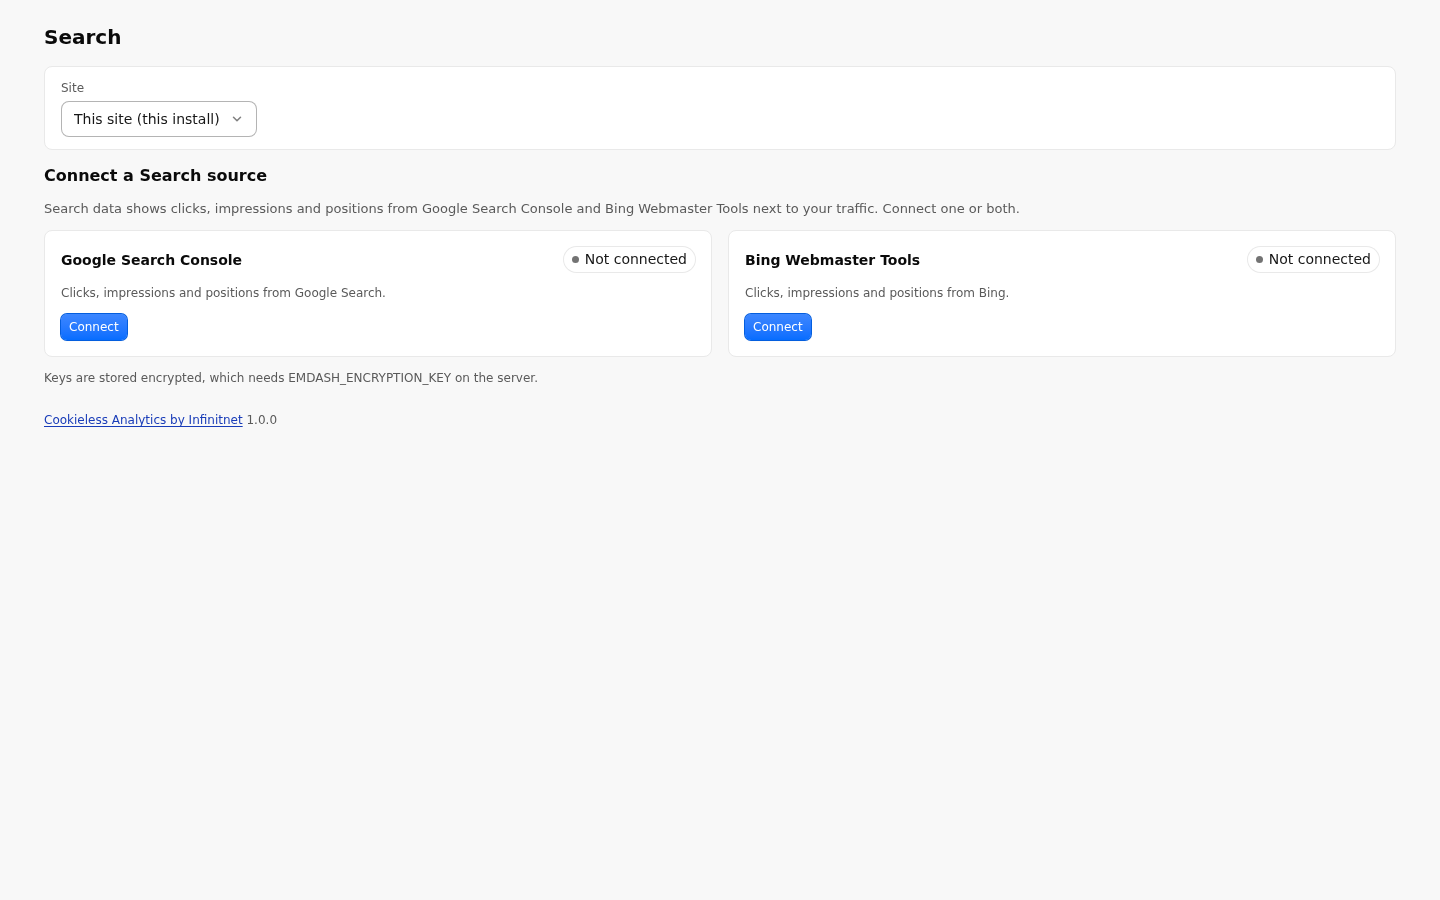 Search
Site
This site (this install)
Connect a Search source
Search data shows clicks, impressions and positions from Google Search Console and Bing Webmaster Tools next to your traffic. Connect one or both.
Google Search Console
Not connected
Clicks, impressions and positions from Google Search.
Connect
Bing Webmaster Tools
Not connected
Clicks, impressions and positions from Bing.
Connect
Keys are stored encrypted, which needs EMDASH_ENCRYPTION_KEY on the server.
Cookieless Analytics by Infinitnet 1.0.0